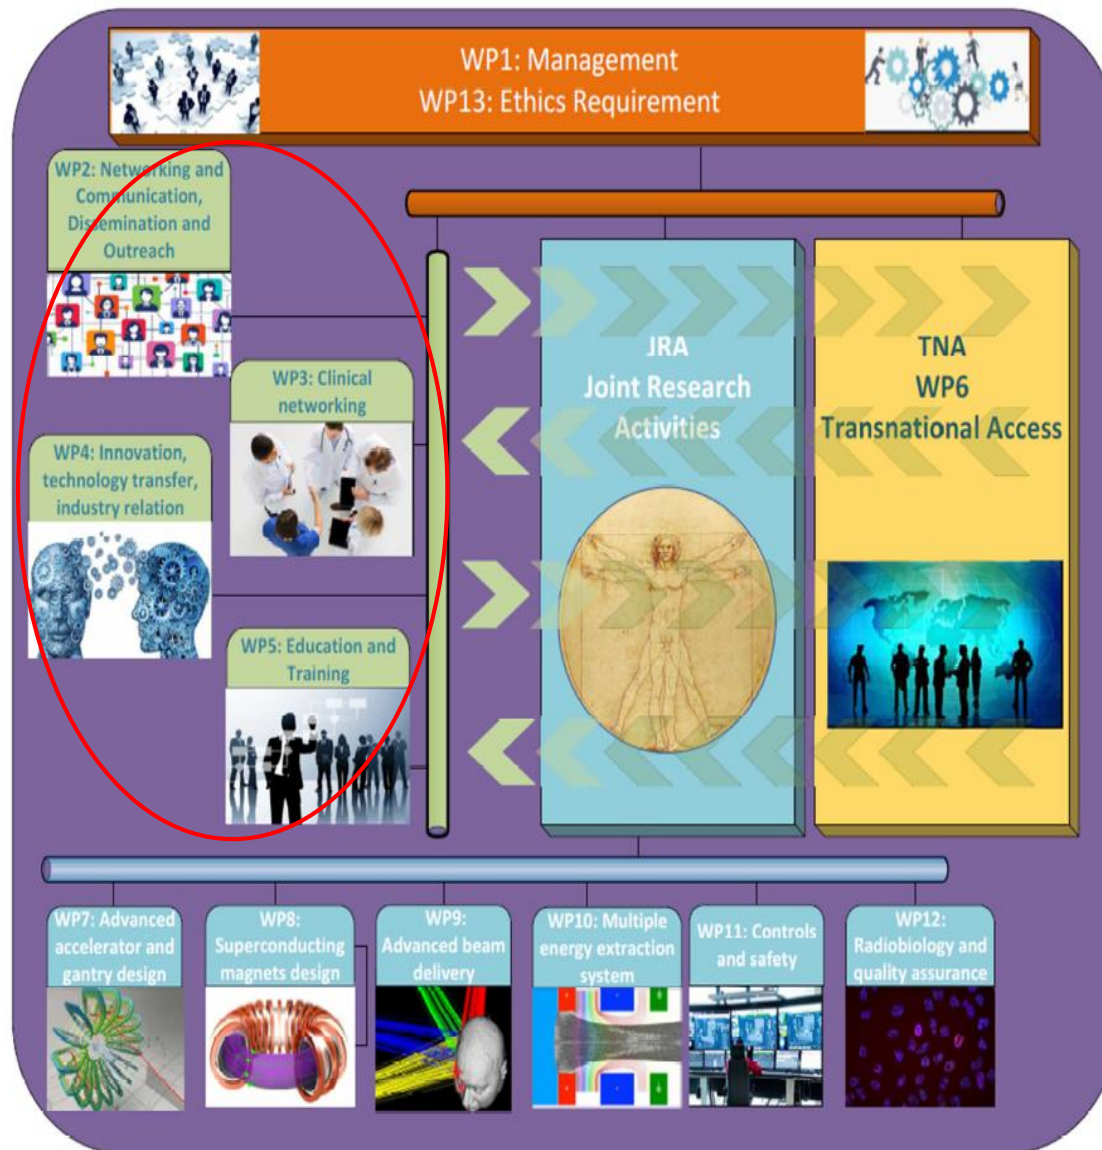 WP1: Management
WP13: Ethics Requirement
WP2: Networking and
Communication,
Dissemination and
Outreach
WP3: Clinical
networking
WP4: Innovation,
technology transfer,
industry relation
WP5: Education and
Training
JRA
Joint Research
Activities
TNA
WP6
Transnational Access
WP7: Advanced
accelerator and
gantry design
WP8:
Superconducting
magnets design
WP9:
Advanced beam
delivery
WP10: Multiple
energy extraction
system
WP11: Controls
and safety
WP12:
Radiobiology and
quality assurance